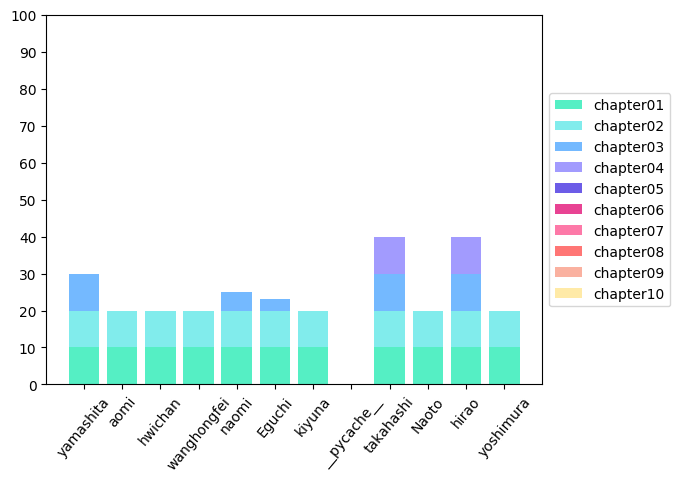 100
90
80
70
60
50
40
30
20
10
0
yamashita
aomi
hwichan
wanghongfei
naomi
Eguchi
kiyuna
__pycache__
takahashi
Naoto
hirao
yoshimura
chapter01
chapter02
chapter03
chapter04
chapter05
chapter06
chapter07
chapter08
chapter09
chapter10